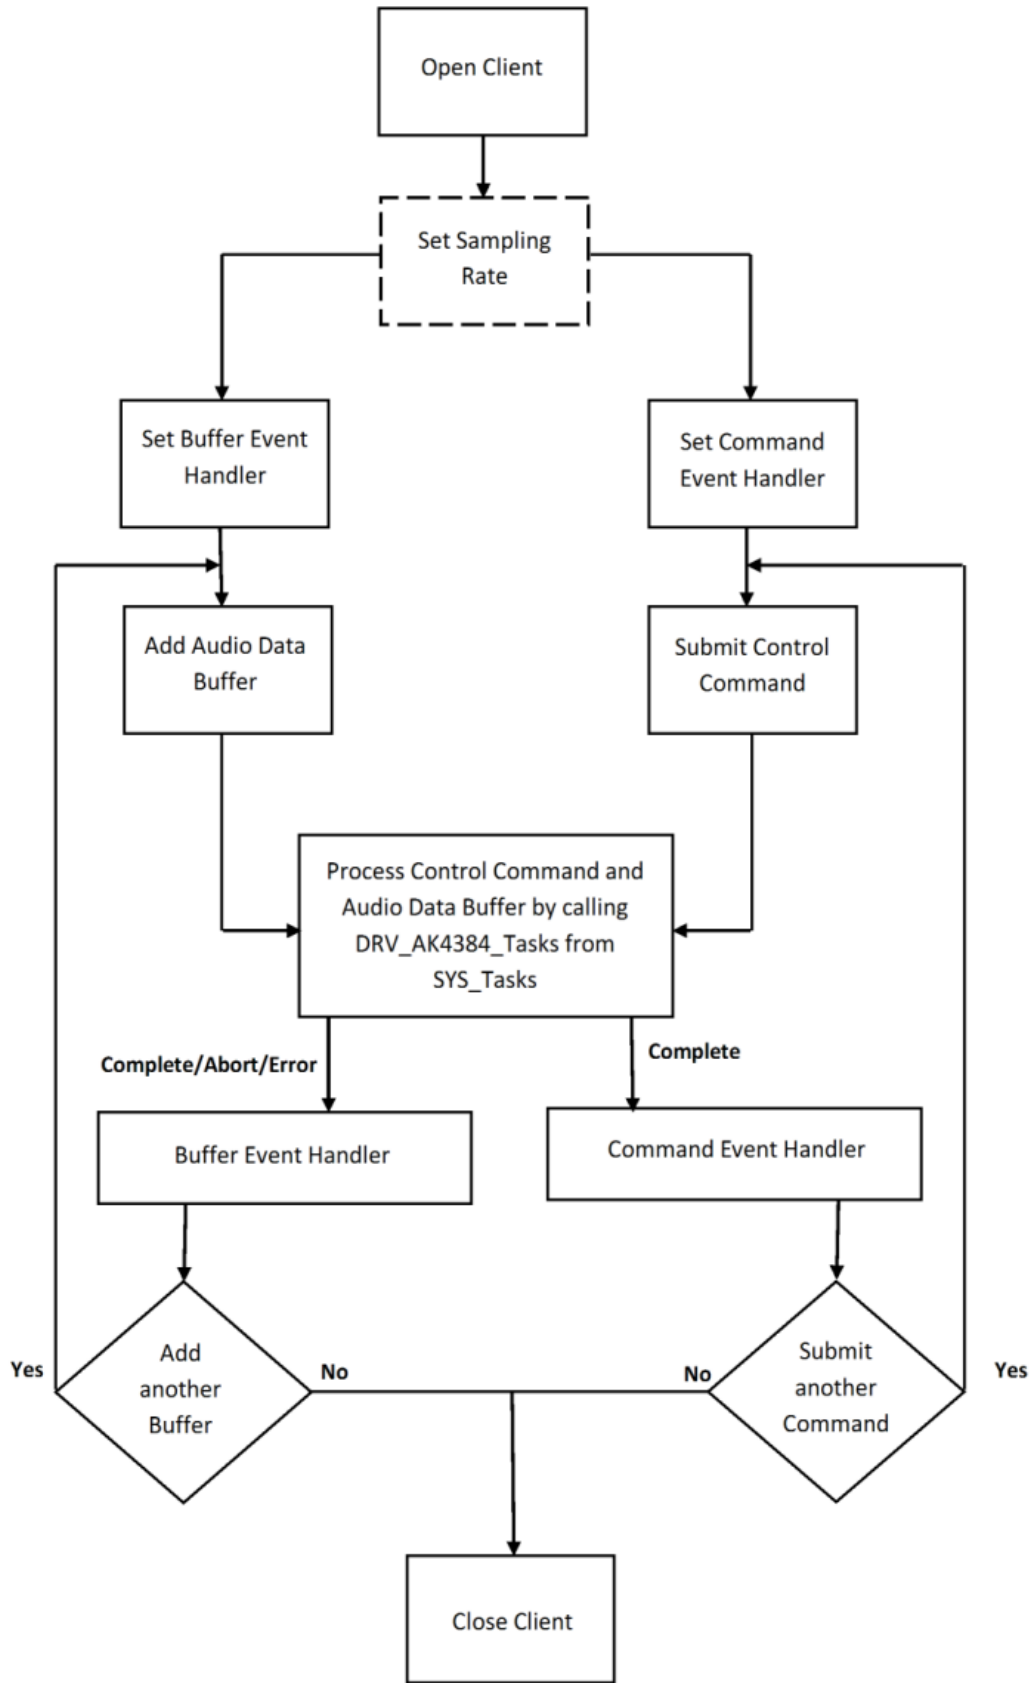 Open Client
Set Sampling
Rate
Set Buffer Event
Handler
Set Command
Event Handler
Add Audio Data
Buffer
Submit Control
Command
Process Control Command and
Audio Data Buffer by calling
DRV_AK4384_Tasks from
SYS_Tasks
Complete/Abort/Error
Complete
Buffer Event Handler
Command Event Handler
Yes
Add
another
Buffer
No
No
Submit
another
Command
Yes
Close Client